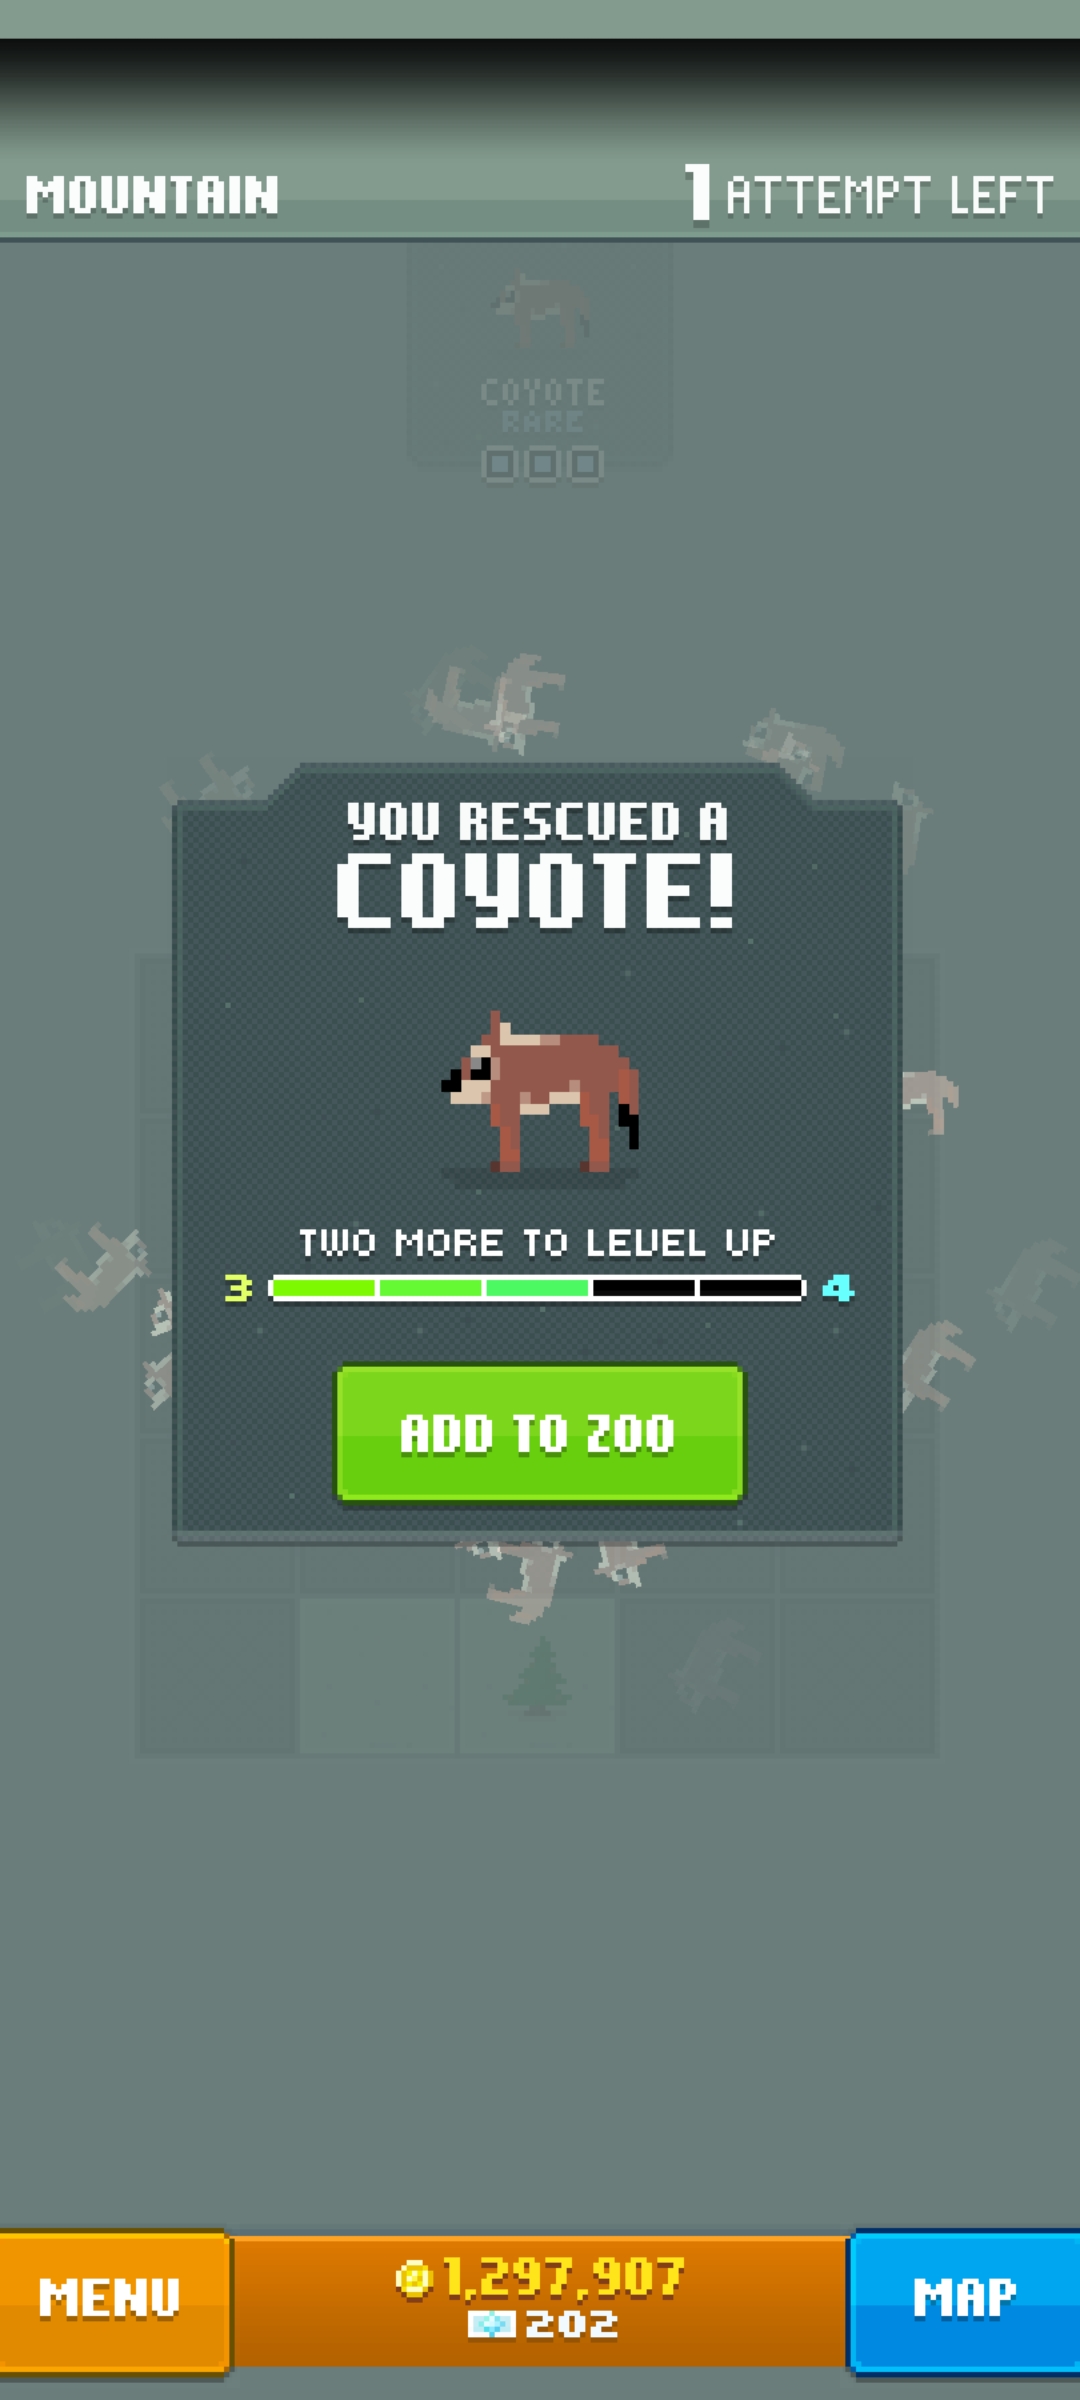 MOUNTAIN
1 ATTEMPT LEFT
COYOTE
RARE
YOU RESCUED A
COYOTE!
TWO MORE TO LEVEL UP
3 4
ADD TO ZOO
MENU
1,297,907
202
MAP